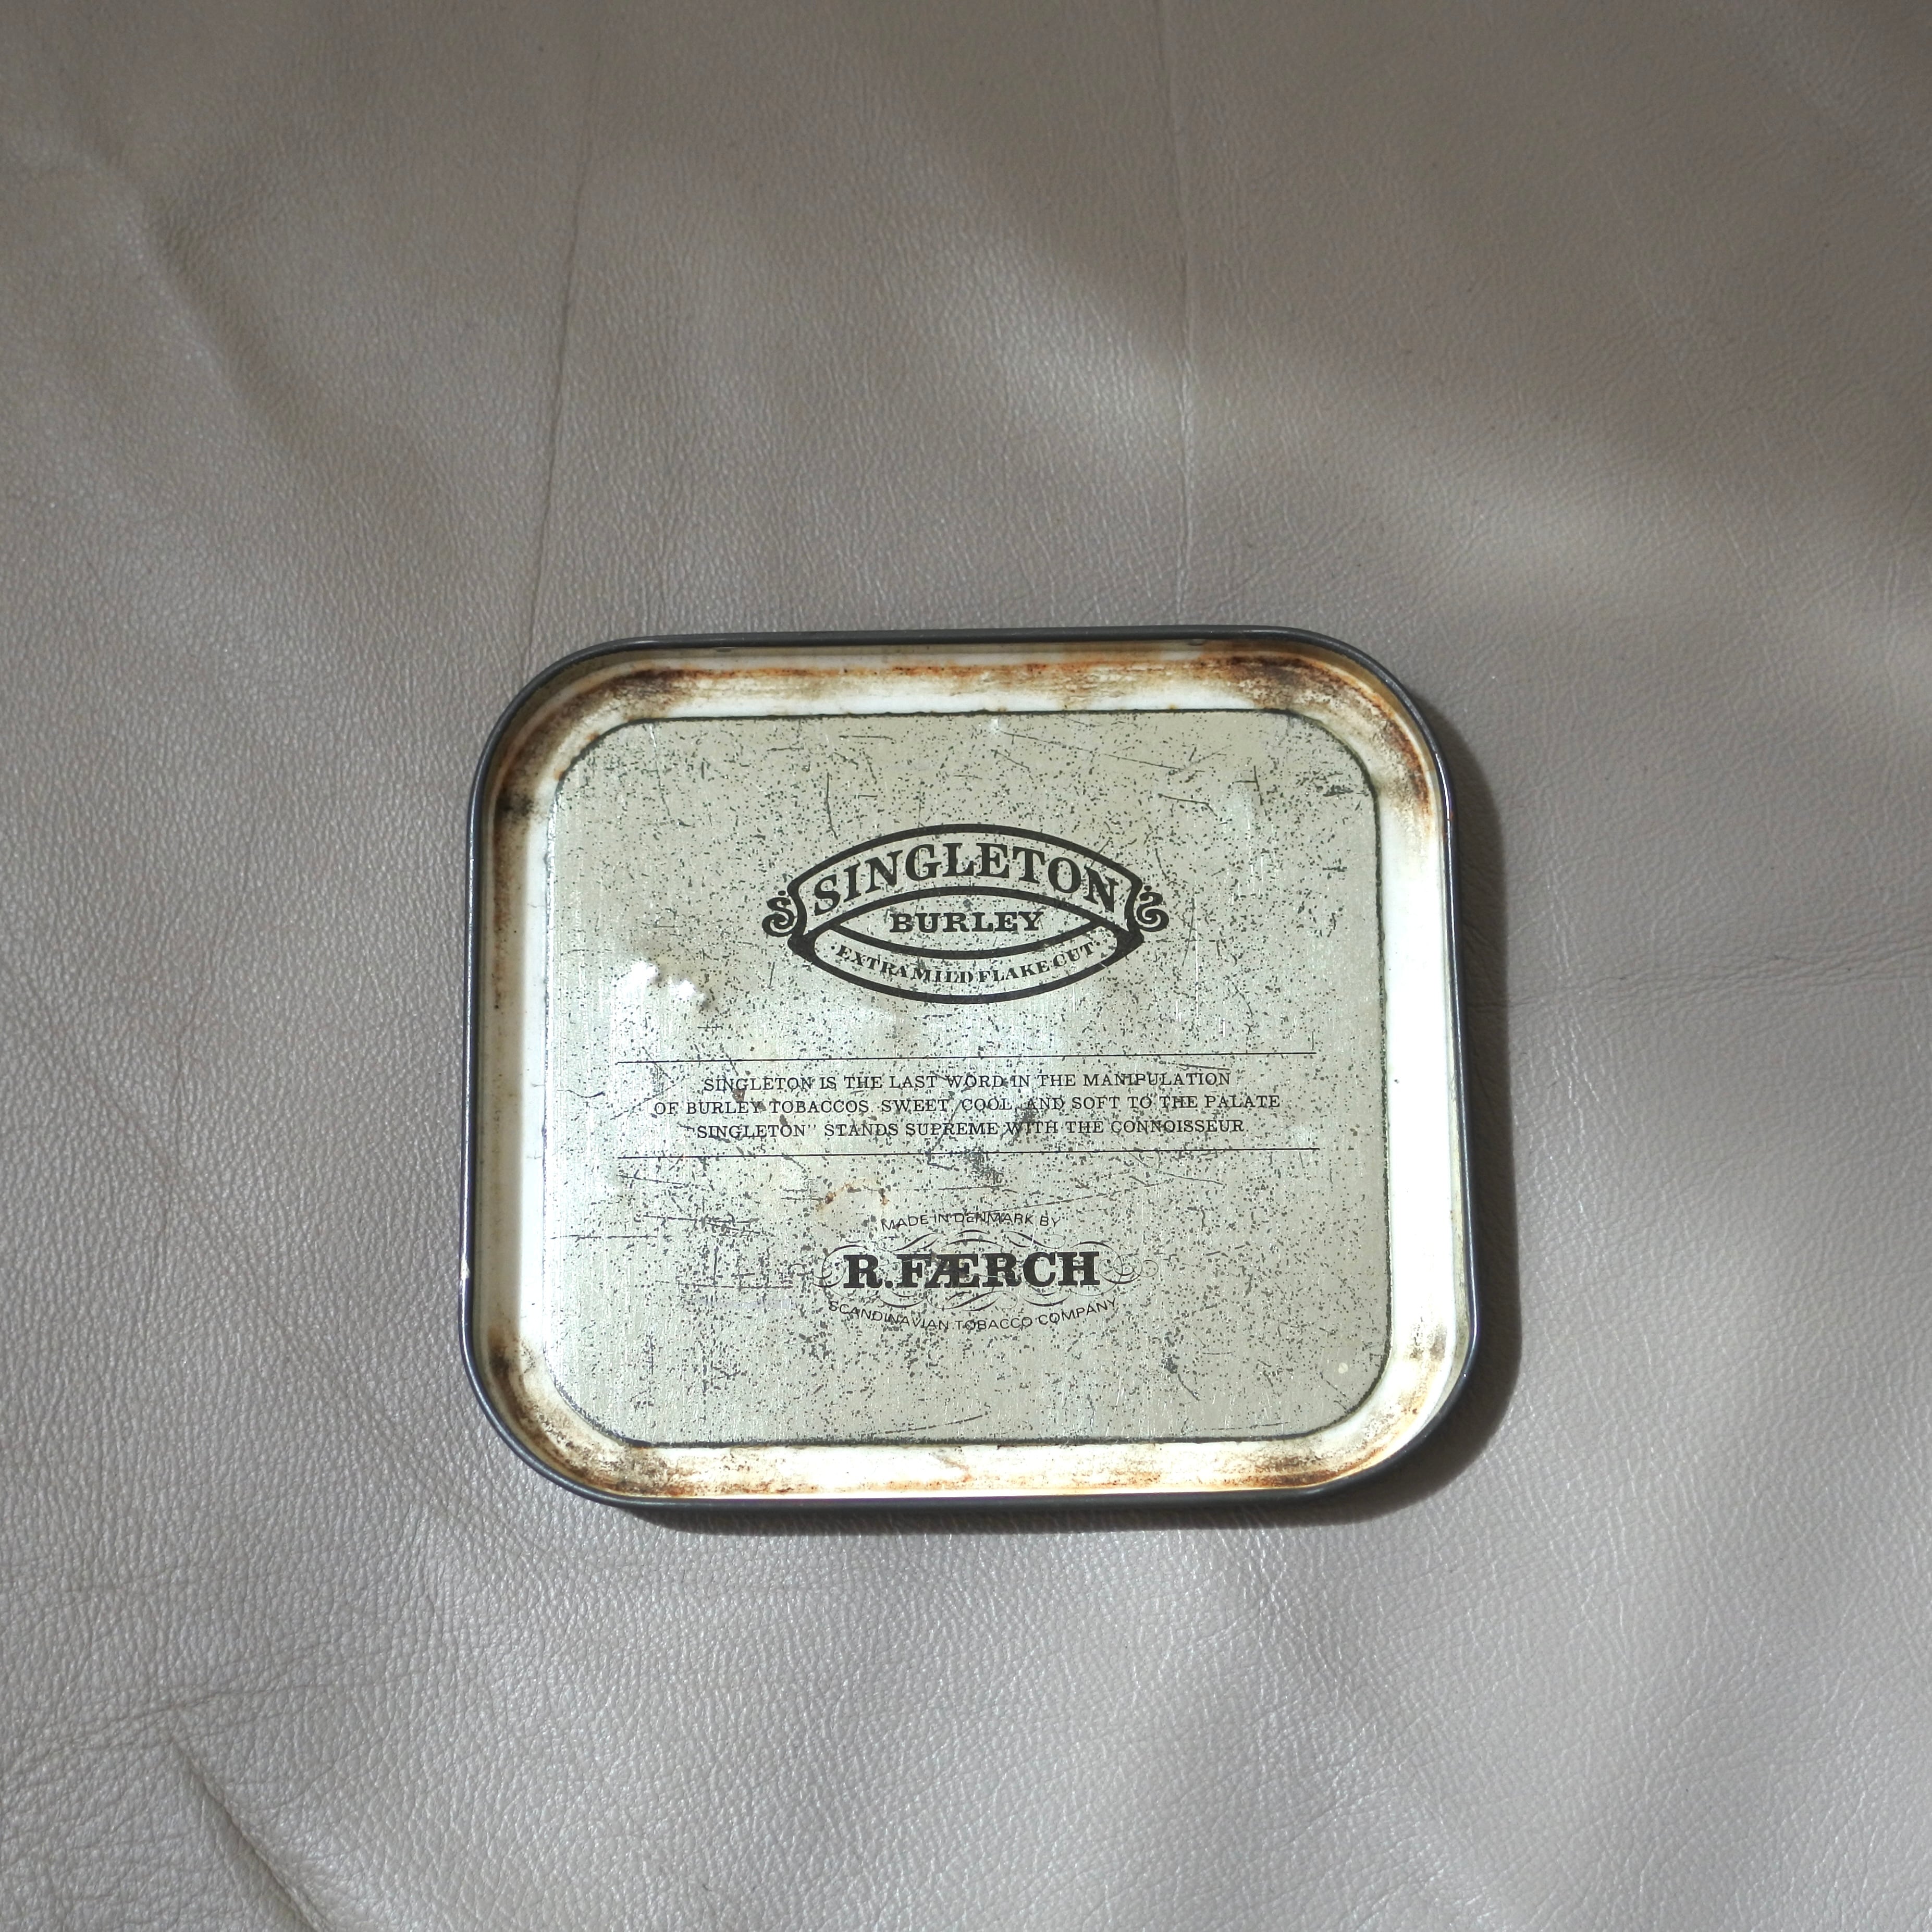 SINGLETON
BURLEY
·EXTRA MILD FLAKE CUT·
SINGLETON IS THE LAST WORD IN THE MANIPULATION
OF BURLEY TOBACCOS. SWEET, COOL, AND SOFT TO THE PALATE
"SINGLETON" STANDS SUPREME WITH THE CONNOISSEUR.
MADE IN DENMARK BY
R.FÆRCH
SCANDINAVIAN TOBACCO COMPANY